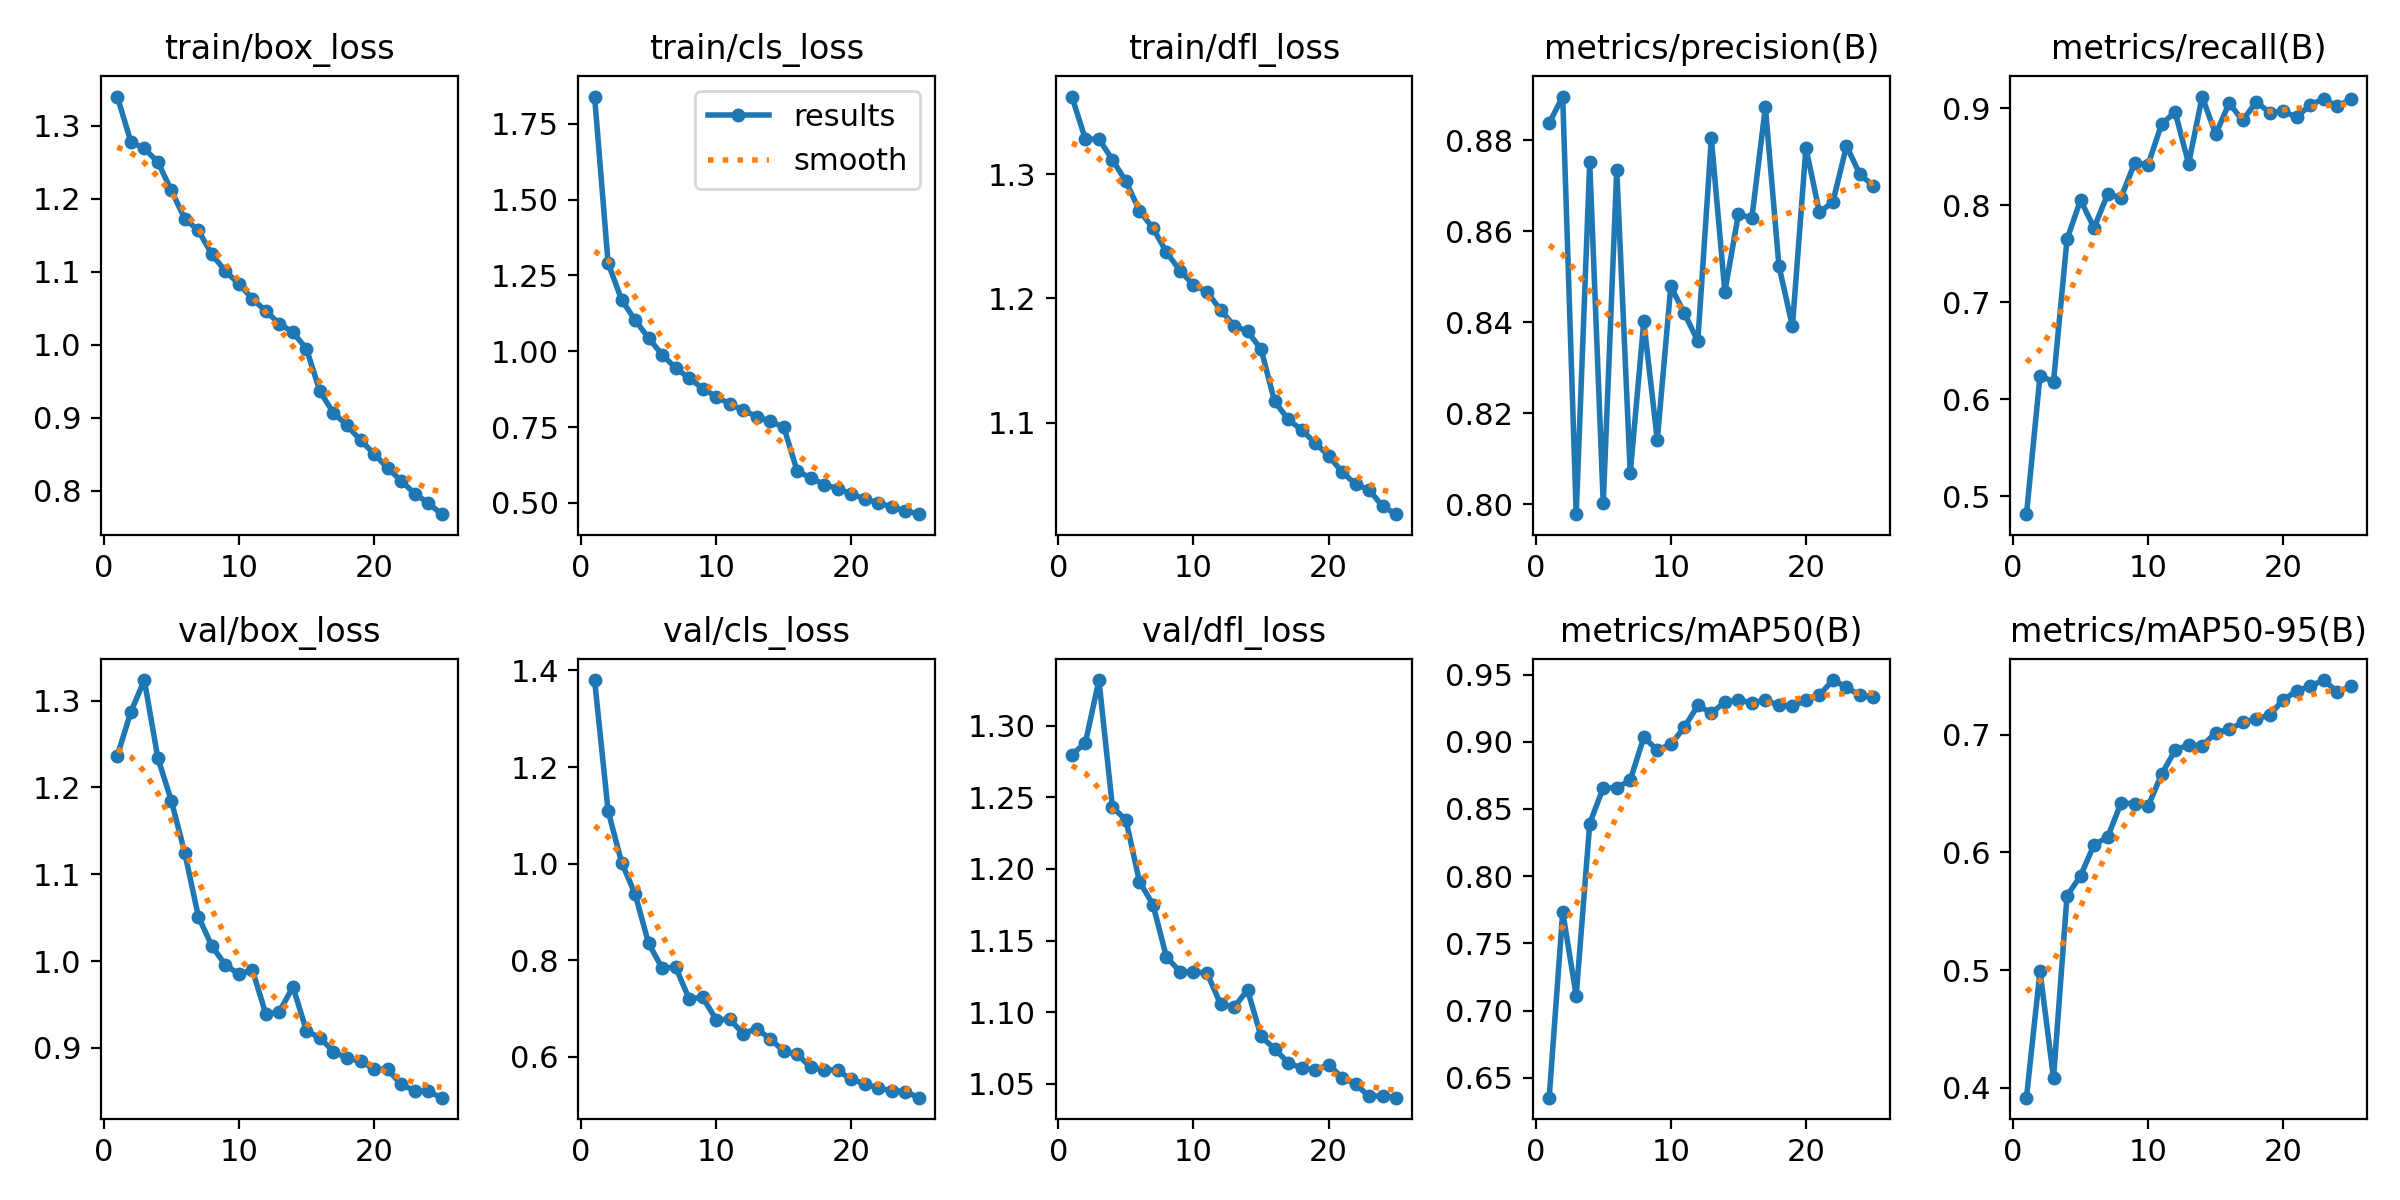 train/box_loss
1.3
1.2
1.1
1.0
0.9
0.8
0 10 20
train/cls_loss
results
smooth
1.75
1.50
1.25
1.00
0.75
0.50
0 10 20
train/dfl_loss
1.3
1.2
1.1
0 10 20
metrics/precision(B)
0.88
0.86
0.84
0.82
0.80
0 10 20
metrics/recall(B)
0.9
0.8
0.7
0.6
0.5
0 10 20
val/box_loss
1.3
1.2
1.1
1.0
0.9
0 10 20
val/cls_loss
1.4
1.2
1.0
0.8
0.6
0 10 20
val/dfl_loss
1.30
1.25
1.20
1.15
1.10
1.05
0 10 20
metrics/mAP50(B)
0.95
0.90
0.85
0.80
0.75
0.70
0.65
0 10 20
metrics/mAP50-95(B)
0.7
0.6
0.5
0.4
0 10 20